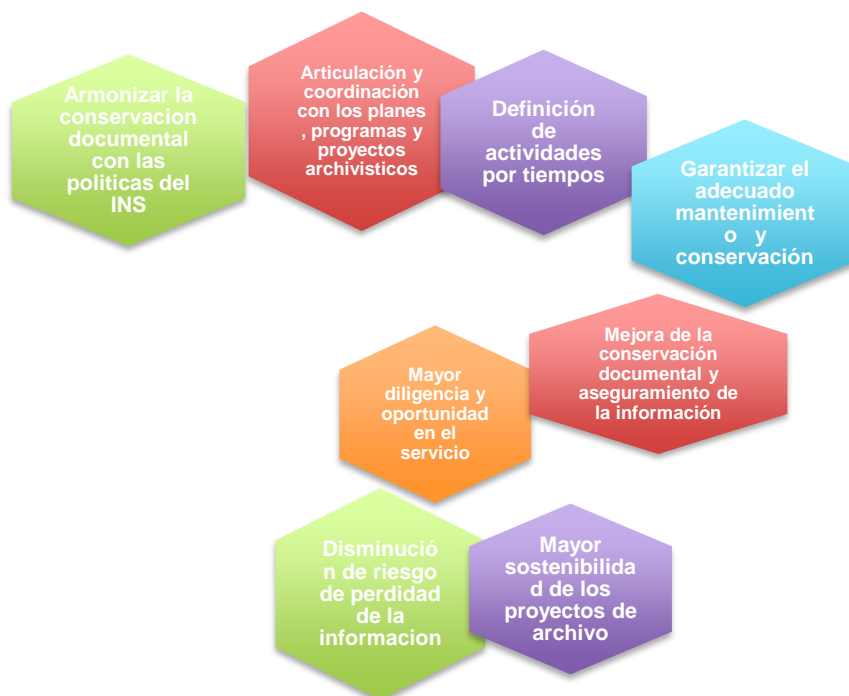 Armonizar la
conservacion
documental
con las
politicas del
INS
Articulación y
coordinación
con los planes
, programas y
proyectos
archivísticos
Definición
de
actividades
por tiempos
Garantizar el
adecuado
mantenimient
o y
conservación
Mejora de la
conservación
documental y
aseguramiento de
la información
Mayor
diligencia y
oportunidad
en el
servicio
Disminució
n de riesgo
de perdidad
de la
informacion
Mayor
sostenibilida
d de los
proyectos de
archivo